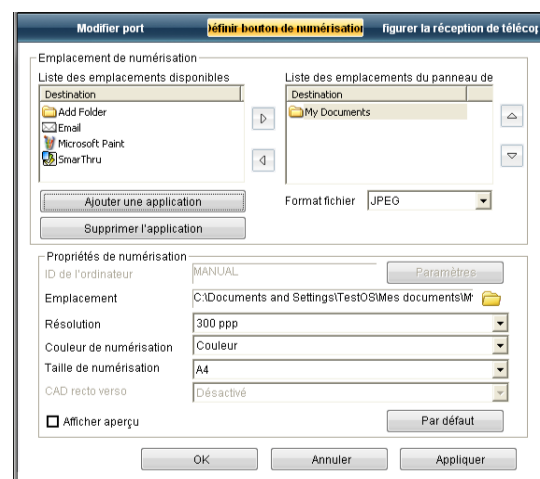 Modifier port
éfinir bouton de numérisation
figurer la réception de téléco
Emplacement de numérisation
Liste des emplacements disponibles
Liste des emplacements du panneau de
Destination
Destination
Add Folder
My Documents
Email
Microsoft Paint
SmarThru
Ajouter une application
Format fichier
JPEG
Supprimer l'application
Propriétés de numérisation
ID de l'ordinateur
MANUAL
Paramètres
Emplacement
C:\Documents and Settings\TestOS\Mes documents\M
Résolution
300 ppp
Couleur de numérisation
Couleur
Taille de numérisation
A4
CAD recto verso
Désactivé
Afficher aperçu
Par défaut
OK
Annuler
Appliquer